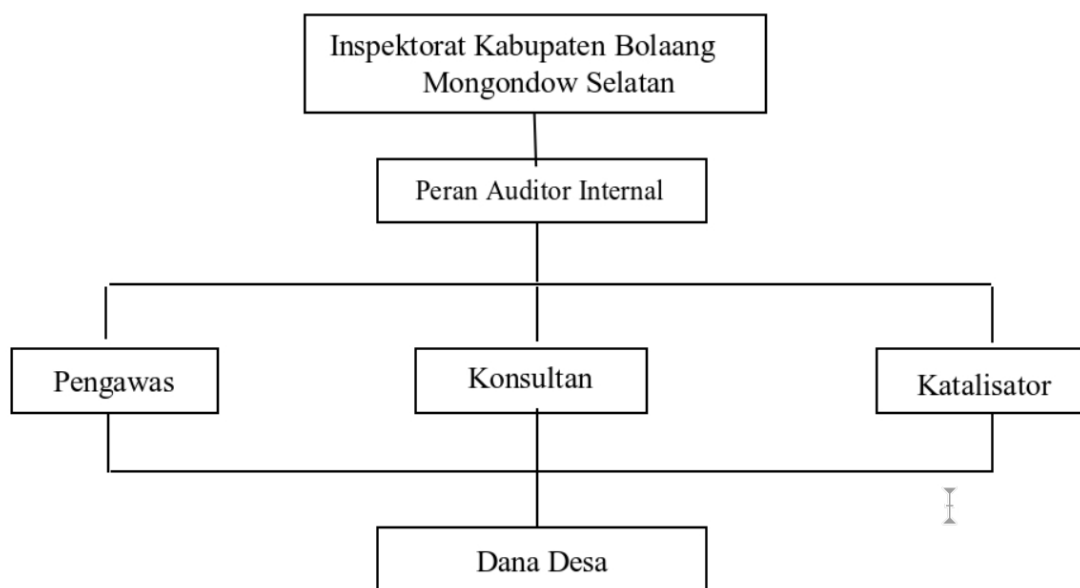 Inspektorat Kabupaten Bolaang
Mongondow Selatan
Peran Auditor Internal
Pengawas
Konsultan
Katalisator
Dana Desa